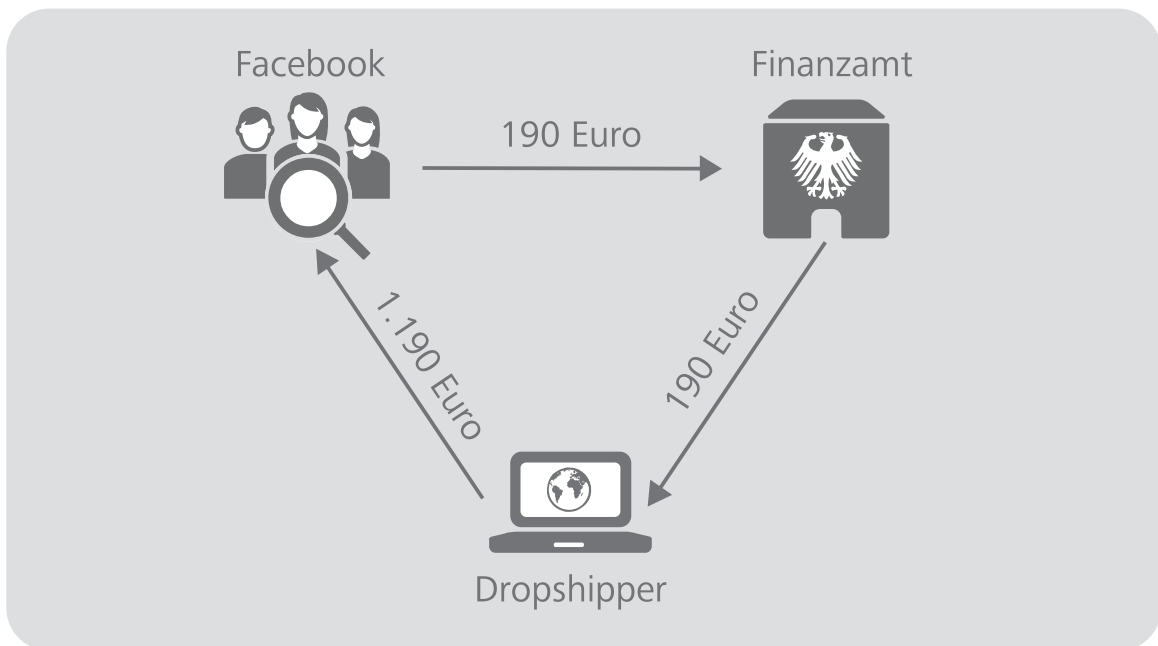 Facebook
Finanzamt
190 Euro
1.190 Euro
190 Euro
Dropshipper